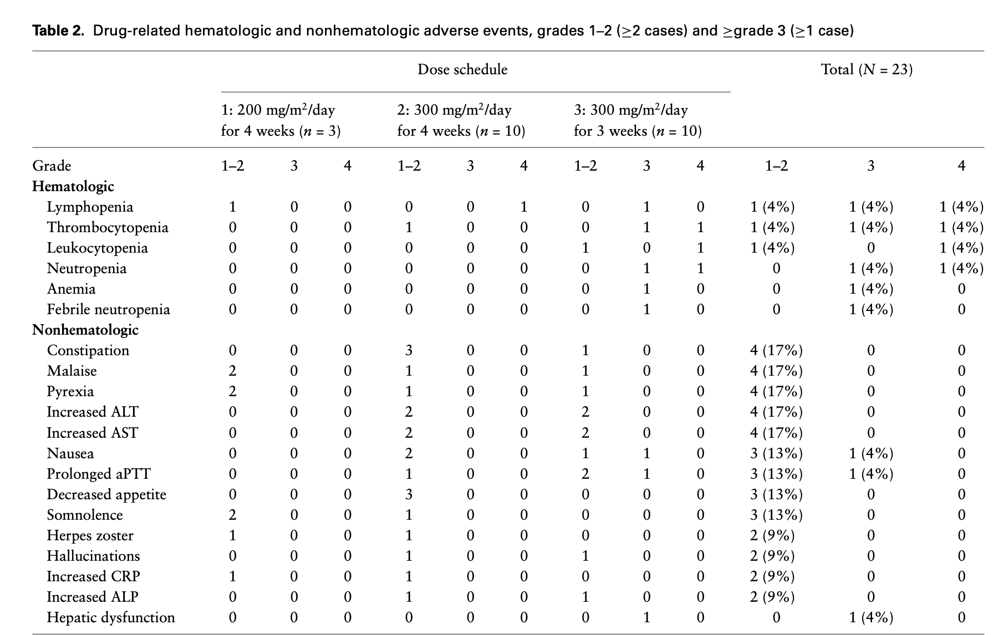 Table 2. Drug-related hematologic and nonhematologic adverse events, grades 1–2 (≥2 cases) and ≥grade 3 (≥1 case)
Dose schedule Total (N = 23)
1: 200 mg/m²/day 2: 300 mg/m²/day 3: 300 mg/m²/day
for 4 weeks (n = 3) for 4 weeks (n = 10) for 3 weeks (n = 10)
Grade 1–2 3 4 1–2 3 4 1–2 3 4 1–2 3 4
Hematologic
Lymphopenia 1 0 0 0 0 1 0 1 0 1 (4%) 1 (4%) 1 (4%)
Thrombocytopenia 0 0 0 1 0 0 0 1 1 1 (4%) 1 (4%) 1 (4%)
Leukocytopenia 0 0 0 0 0 0 1 0 1 1 (4%) 0 1 (4%)
Neutropenia 0 0 0 0 0 0 0 1 1 0 1 (4%) 1 (4%)
Anemia 0 0 0 0 0 0 0 1 0 0 1 (4%) 0
Febrile neutropenia 0 0 0 0 0 0 0 1 0 0 1 (4%) 0
Nonhematologic
Constipation 0 0 0 3 0 0 1 0 0 4 (17%) 0 0
Malaise 2 0 0 1 0 0 1 0 0 4 (17%) 0 0
Pyrexia 2 0 0 1 0 0 1 0 0 4 (17%) 0 0
Increased ALT 0 0 0 2 0 0 2 0 0 4 (17%) 0 0
Increased AST 0 0 0 2 0 0 2 0 0 4 (17%) 0 0
Nausea 0 0 0 2 0 0 1 1 0 3 (13%) 1 (4%) 0
Prolonged aPTT 0 0 0 1 0 0 2 1 0 3 (13%) 1 (4%) 0
Decreased appetite 0 0 0 3 0 0 0 0 0 3 (13%) 0 0
Somnolence 2 0 0 1 0 0 0 0 0 3 (13%) 0 0
Herpes zoster 1 0 0 1 0 0 0 0 0 2 (9%) 0 0
Hallucinations 0 0 0 1 0 0 1 0 0 2 (9%) 0 0
Increased CRP 1 0 0 1 0 0 0 0 0 2 (9%) 0 0
Increased ALP 0 0 0 1 0 0 1 0 0 2 (9%) 0 0
Hepatic dysfunction 0 0 0 0 0 0 0 1 0 0 1 (4%) 0